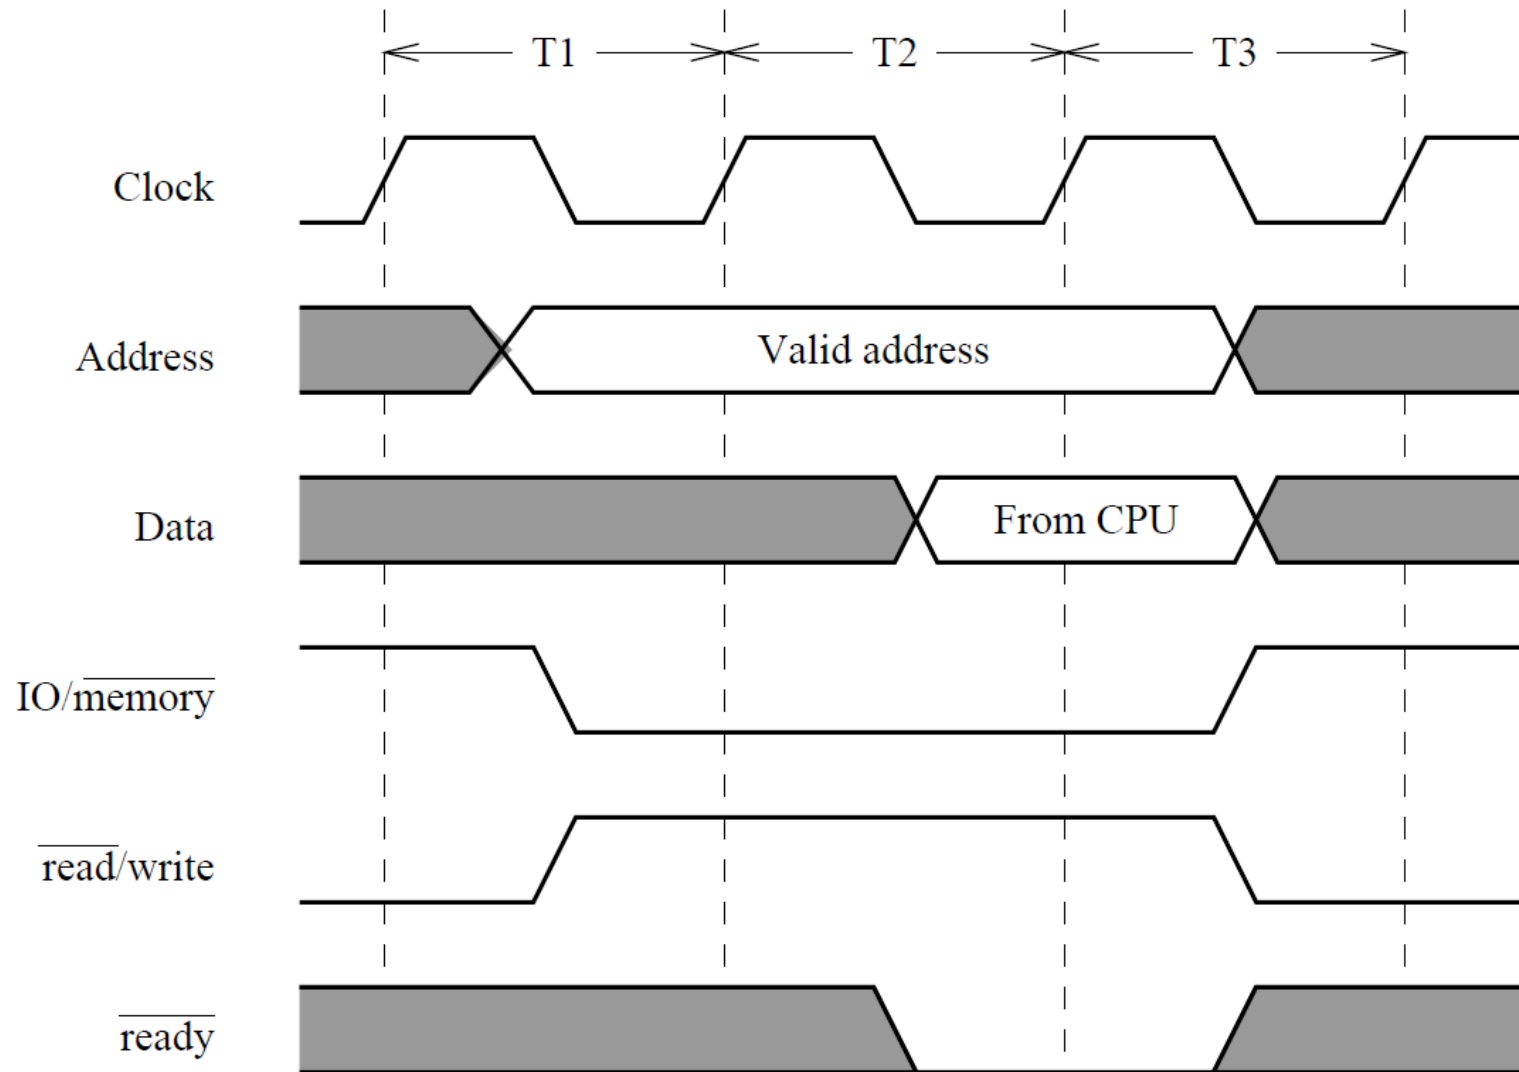 T1 T2 T3
Clock
Address Valid address
Data From CPU
IO/memory
read/write
ready